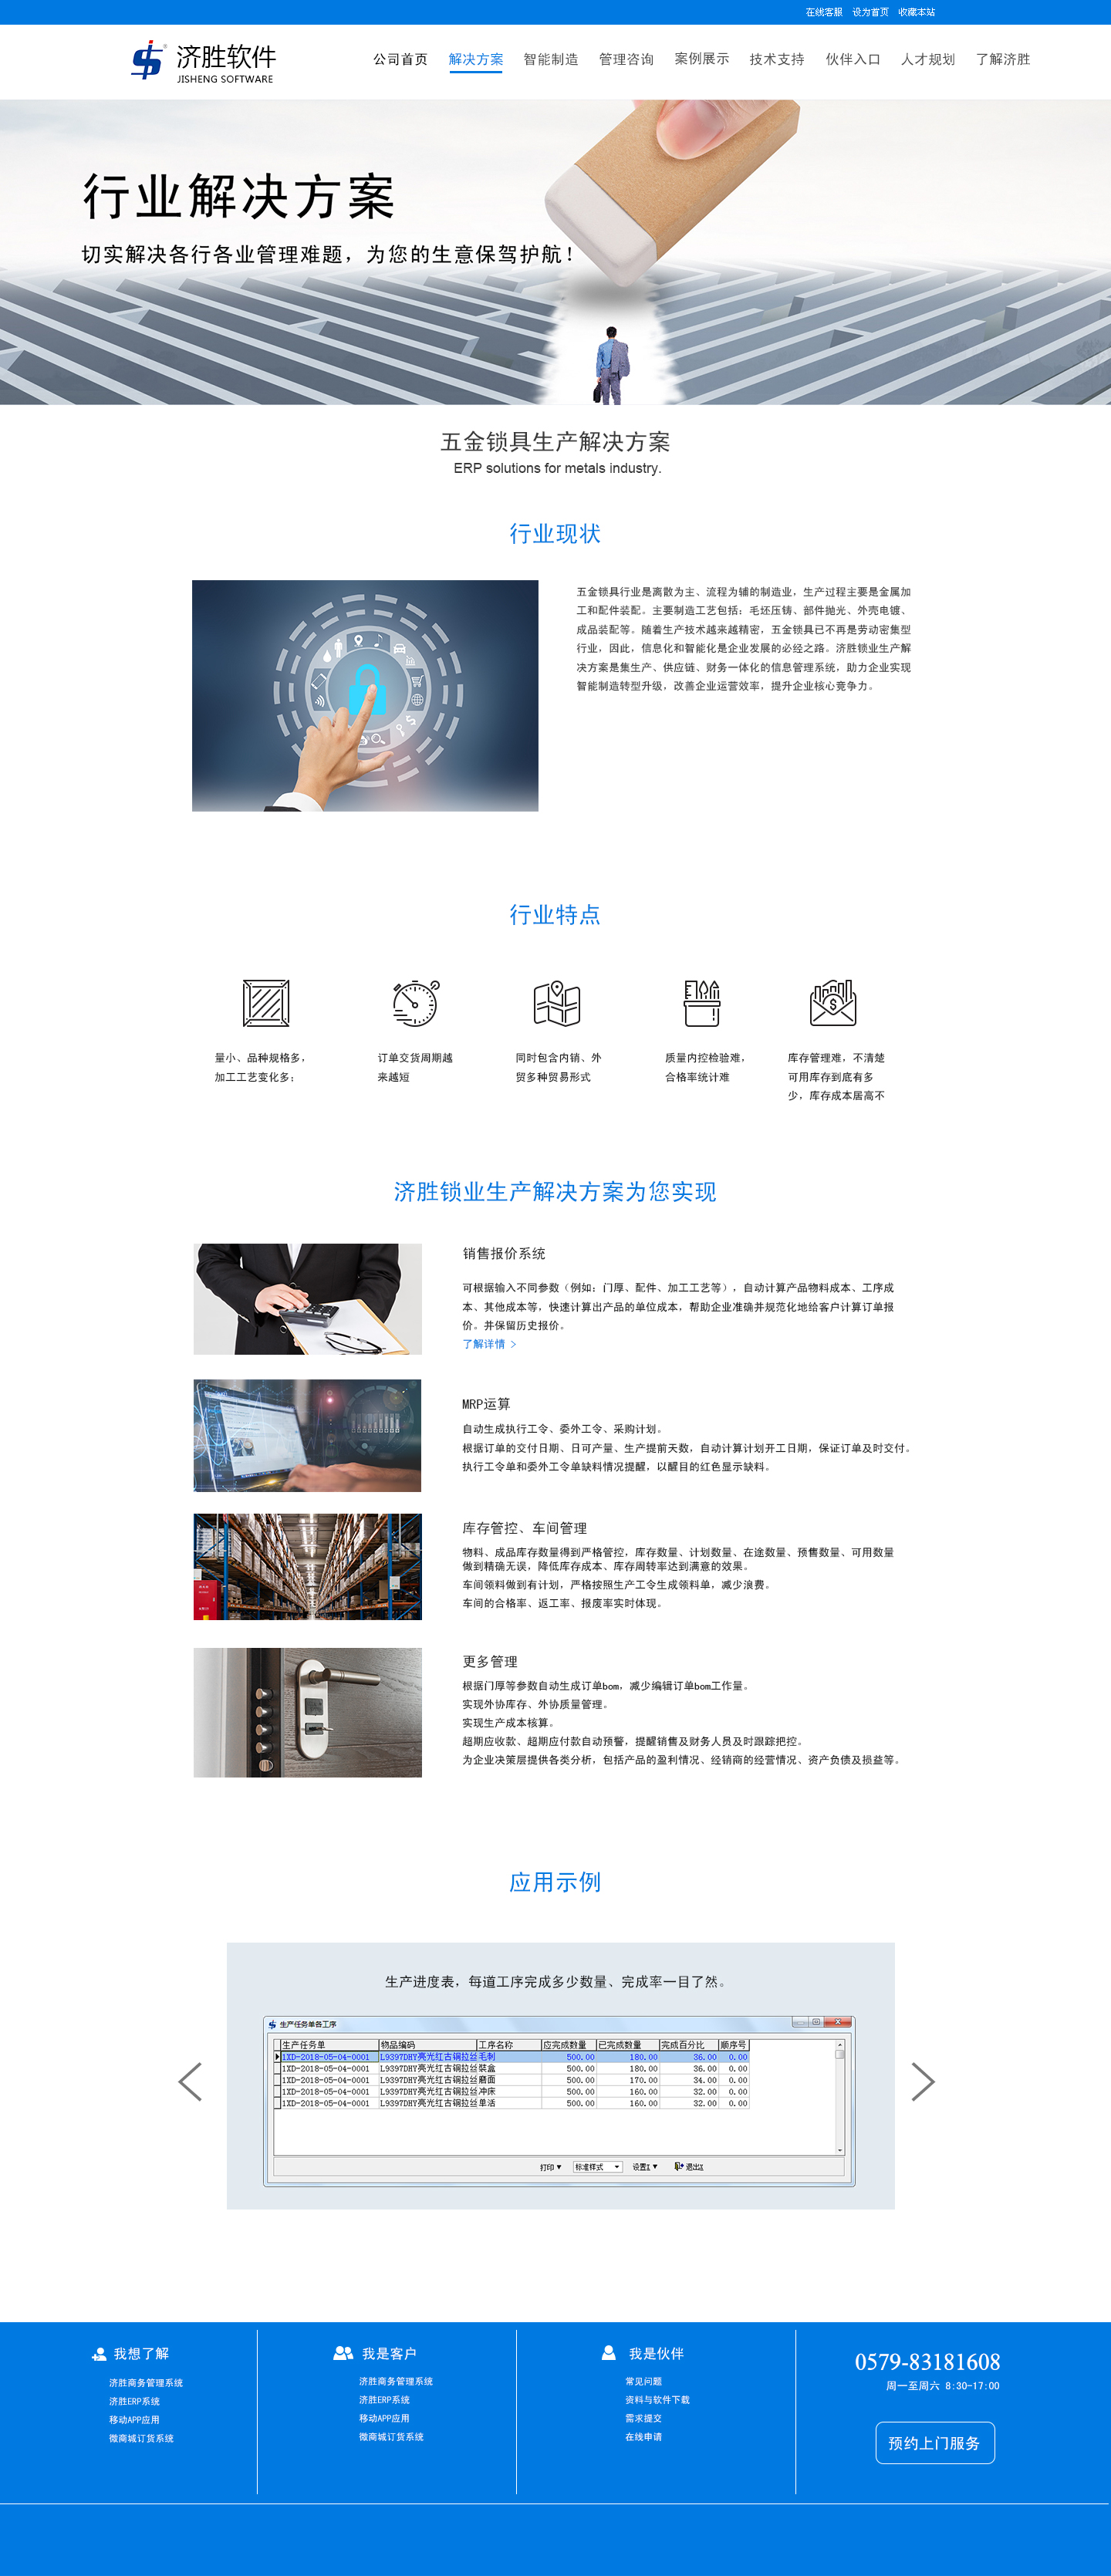 在线客服 设为首页 收藏本站
济胜软件
JISHENG SOFTWARE
公司首页 解决方案 智能制造 管理咨询 案例展示 技术支持 伙伴入口 人才规划 了解济胜
行业解决方案
切实解决各行各业管理难题，为您的生意保驾护航！
五金锁具生产解决方案
ERP solutions for metals industry.
行业现状
五金锁具行业是离散为主、流程为辅的制造业，生产过程主要是金属加
工和配件装配。主要制造工艺包括：毛坯压铸、部件抛光、外壳电镀、
成品装配等。随着生产技术越来越精密，五金锁具已不再是劳动密集型
行业，因此，信息化和智能化是企业发展的必经之路。济胜锁业生产解
决方案是集生产、供应链、财务一体化的信息管理系统，助力企业实现
智能制造转型升级，改善企业运营效率，提升企业核心竞争力。
行业特点
量小、品种规格多，
加工工艺变化多；
订单交货周期越
来越短
同时包含内销、外
贸多种贸易形式
质量内控检验难，
合格率统计难
库存管理难，不清楚
可用库存到底有多
少，库存成本居高不
济胜锁业生产解决方案为您实现
销售报价系统
可根据输入不同参数（例如：门厚、配件、加工工艺等），自动计算产品物料成本、工序成
本、其他成本等，快速计算出产品的单位成本，帮助企业准确并规范化地给客户计算订单报
价。并保留历史报价。
了解详情 >
MRP运算
自动生成执行工令、委外工令、采购计划。
根据订单的交付日期、日可产量、生产提前天数，自动计算计划开工日期，保证订单及时交付。
执行工令单和委外工令单缺料情况提醒，以醒目的红色显示缺料。
库存管控、车间管理
物料、成品库存数量得到严格管控，库存数量、计划数量、在途数量、预售数量、可用数量
做到精确无误，降低库存成本、库存周转率达到满意的效果。
车间领料做到有计划，严格按照生产工令生成领料单，减少浪费。
车间的合格率、返工率、报废率实时体现。
更多管理
根据门厚等参数自动生成订单bom，减少编辑订单bom工作量。
实现外协库存、外协质量管理。
实现生产成本核算。
超期应收款、超期应付款自动预警，提醒销售及财务人员及时跟踪把控。
为企业决策层提供各类分析，包括产品的盈利情况、经销商的经营情况、资产负债及损益等。
应用示例
生产进度表，每道工序完成多少数量、完成率一目了然。
生产任务单各工序
生产任务单 物品编码 工序名称 应完成数量 已完成数量 完成百分比 顺序号
1XD-2018-05-04-0001 L9397DHY亮光红古铜拉丝 毛刺 500.00 180.00 36.00 0.00
1XD-2018-05-04-0001 L9397DHY亮光红古铜拉丝 装盒 500.00 180.00 36.00 0.00
1XD-2018-05-04-0001 L9397DHY亮光红古铜拉丝 磨面 500.00 170.00 34.00 0.00
1XD-2018-05-04-0001 L9397DHY亮光红古铜拉丝 冲床 500.00 160.00 32.00 0.00
1XD-2018-05-04-0001 L9397DHY亮光红古铜拉丝 单活 500.00 160.00 32.00 0.00
打印 标准样式 设置Z 退出X
我想了解
济胜商务管理系统
济胜ERP系统
移动APP应用
微商城订货系统
我是客户
济胜商务管理系统
济胜ERP系统
移动APP应用
微商城订货系统
我是伙伴
常见问题
资料与软件下载
需求提交
在线申请
0579-83181608
周一至周六 8:30-17:00
预约上门服务